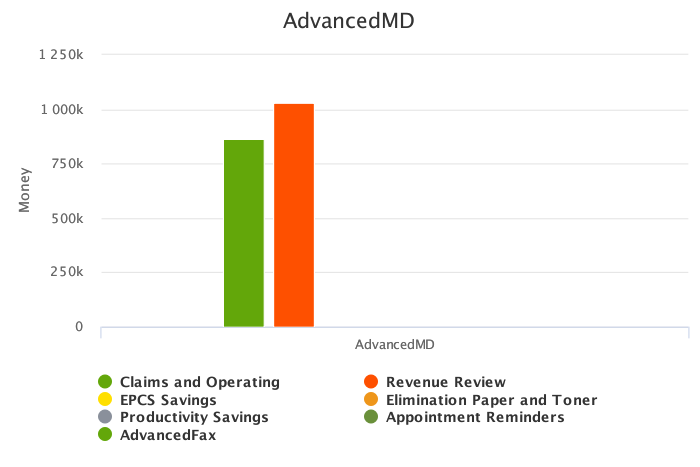 AdvancedMD
1 250k
1 000k
750k
500k
250k
0
Money
AdvancedMD
Claims and Operating
Revenue Review
EPCS Savings
Elimination Paper and Toner
Productivity Savings
Appointment Reminders
AdvancedFax